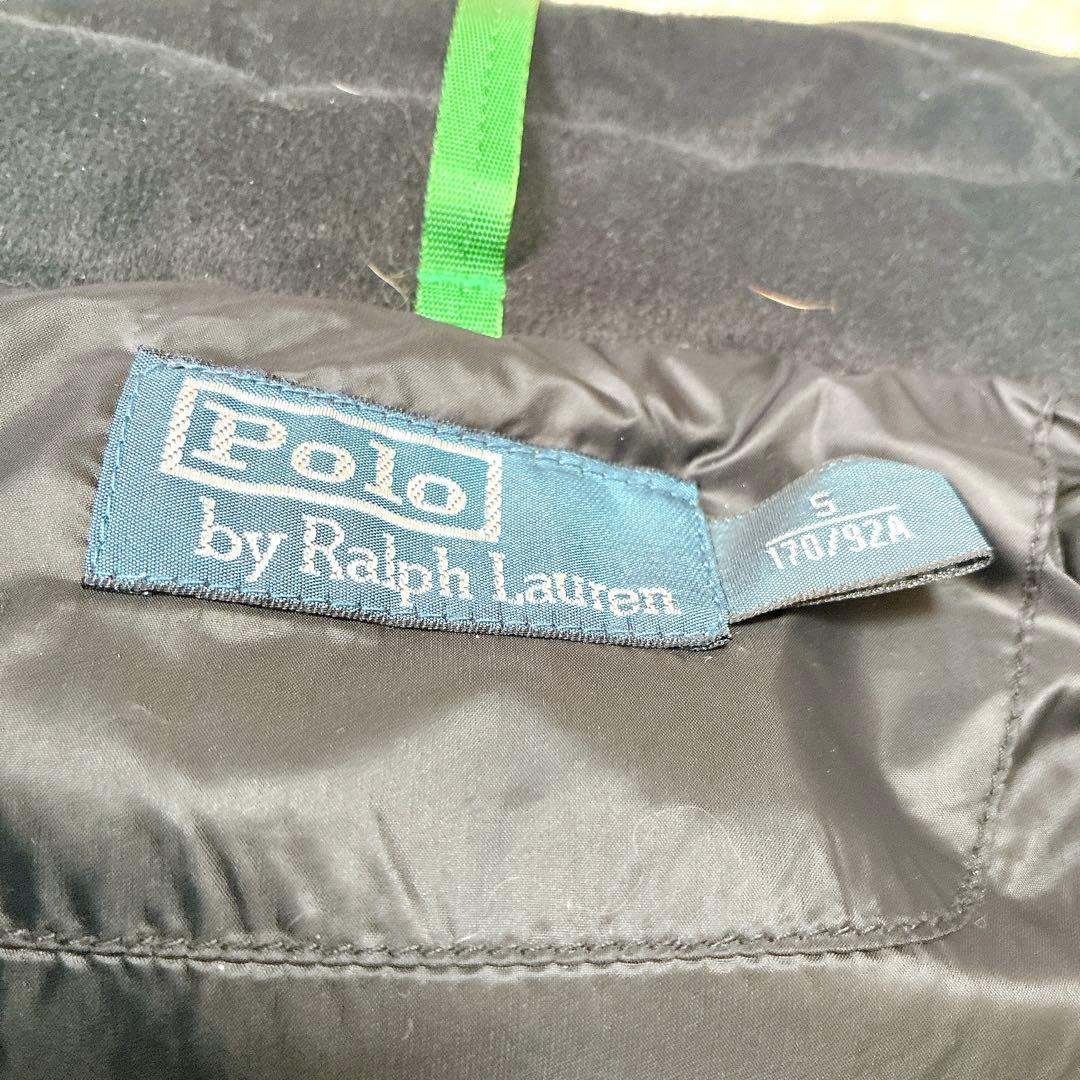 Polo
by Ralph Lauren
S
170/92A